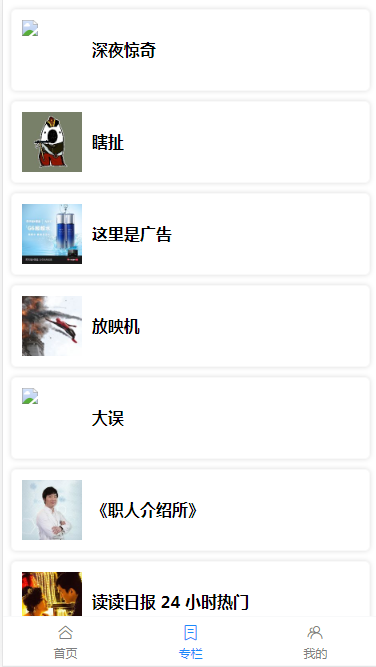 深夜惊奇
瞎扯
这里是广告
放映机
大误
《职人介绍所》
读读日报 24 小时热门
首页
专栏
我的